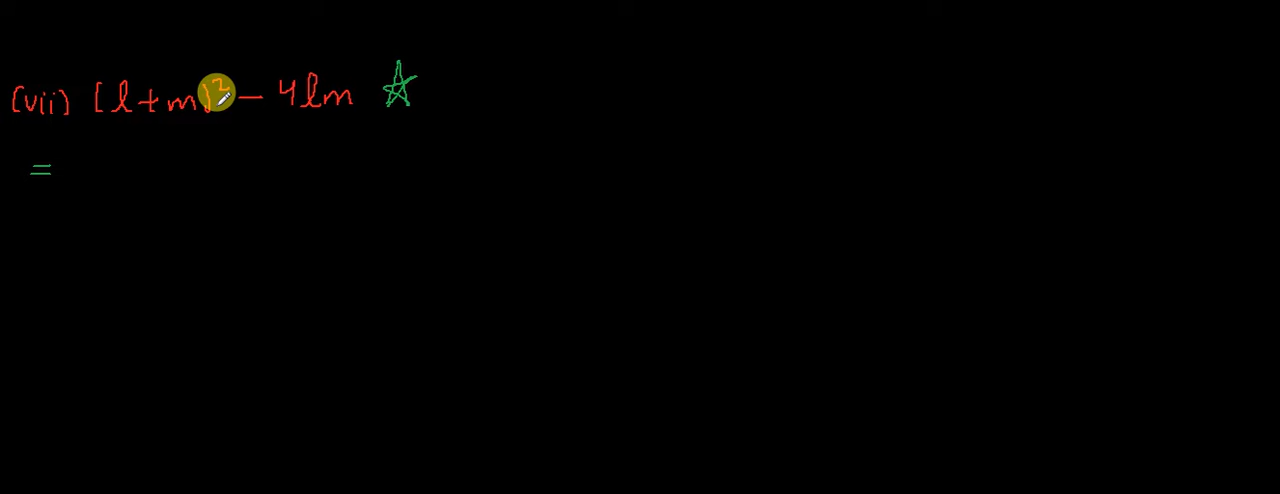 (vii) (l+m)² - 4lm
=